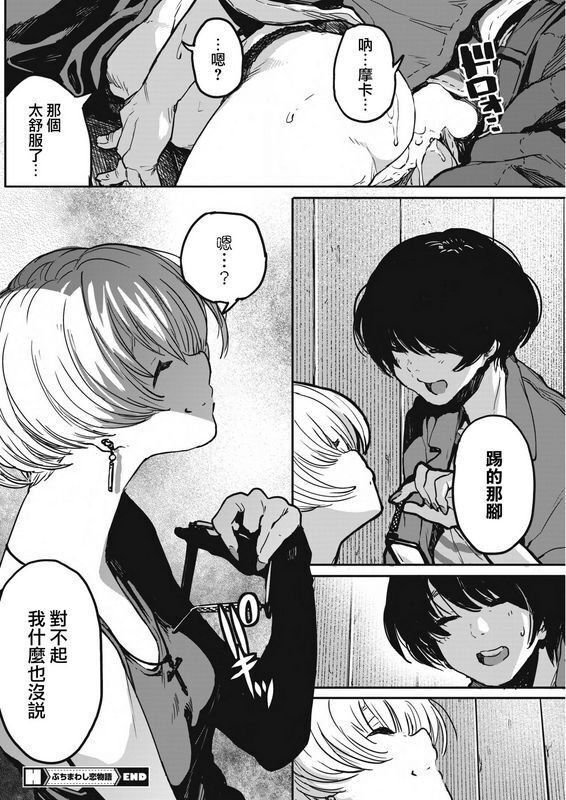 吶…摩卡…
…嗯?
ドロォ…
那個
太舒服了…
嗯…?
踢的那腳
對不起
我什麼也沒説
ぶちまわし恋物語
END